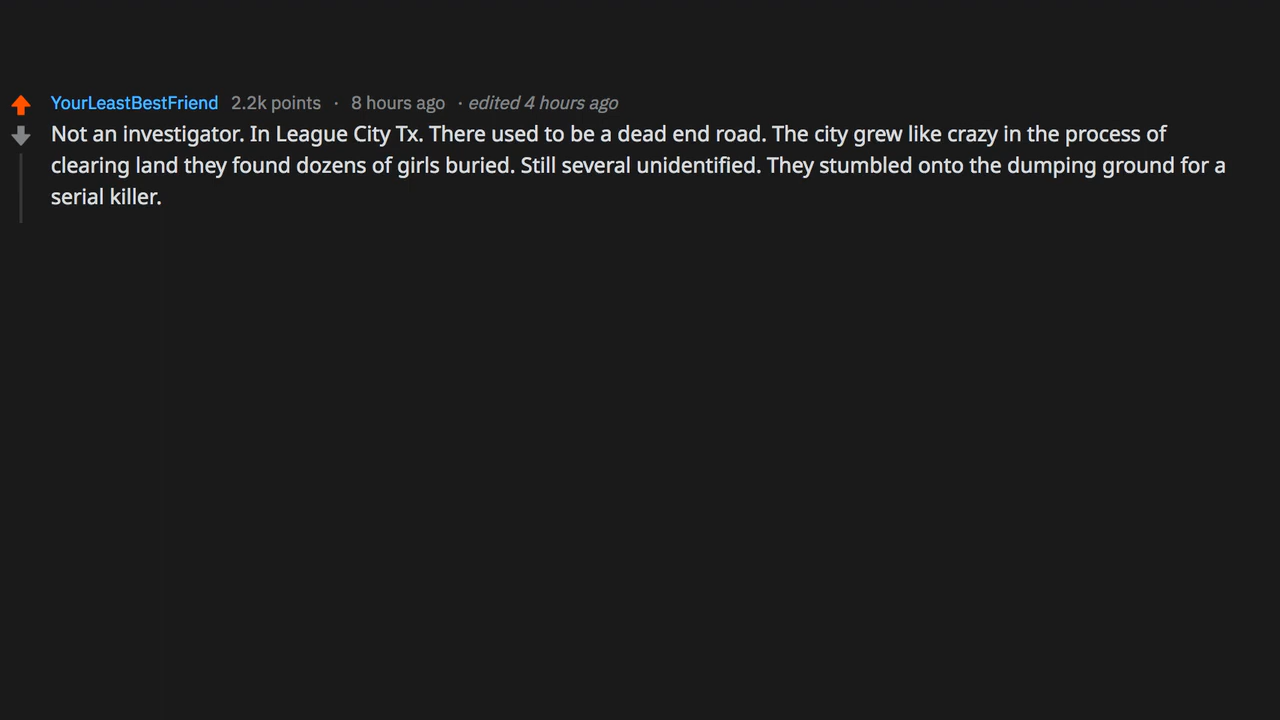 YourLeastBestFriend 2.2k points · 8 hours ago · edited 4 hours ago
Not an investigator. In League City Tx. There used to be a dead end road. The city grew like crazy in the process of
clearing land they found dozens of girls buried. Still several unidentified. They stumbled onto the dumping ground for a
serial killer.